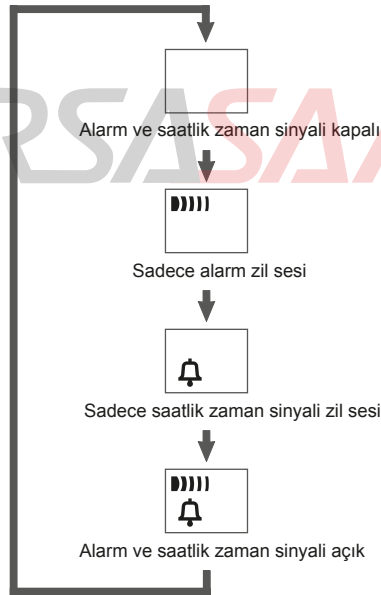 Alarm ve saatlik zaman sinyali kapalı
Sadece alarm zil sesi
Sadece saatlik zaman sinyali zil sesi
Alarm ve saatlik zaman sinyali açık